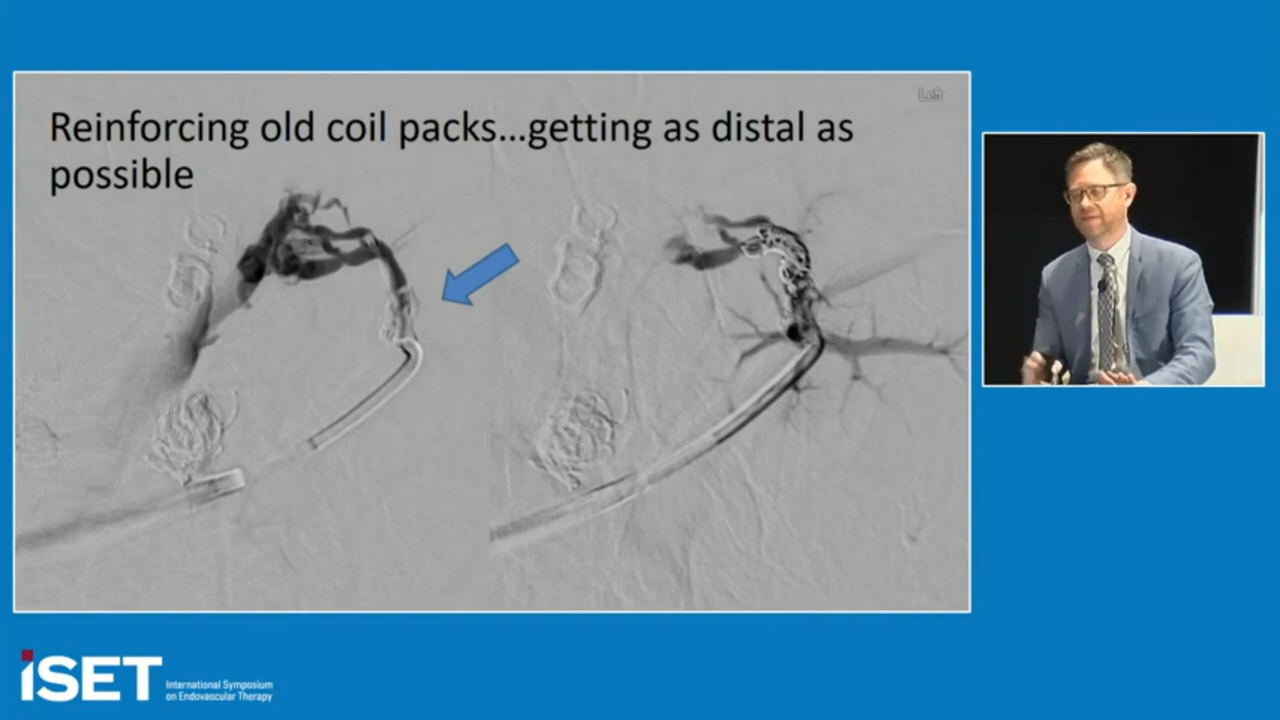 Left
Reinforcing old coil packs...getting as distal as
possible
iSET
International Symposium
on Endovascular Therapy